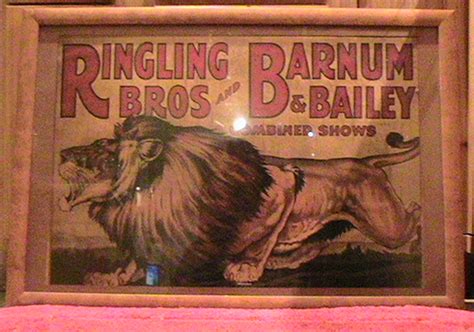 RINGLING BARNUM
BROS AND & BAILEY
COMBINED SHOWS